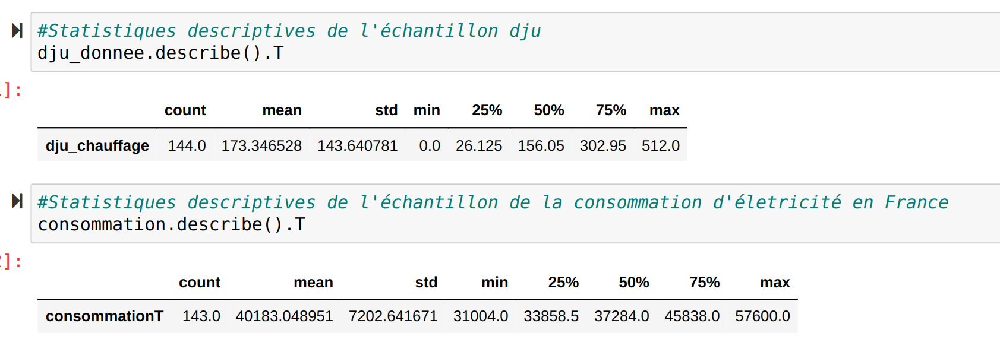 #Statistiques descriptives de l'échantillon dju
dju_donnee.describe().T
]:
count mean std min 25% 50% 75% max
dju_chauffage 144.0 173.346528 143.640781 0.0 26.125 156.05 302.95 512.0
#Statistiques descriptives de l'échantillon de la consommation d'életricité en France
consommation.describe().T
2]:
count mean std min 25% 50% 75% max
consommationT 143.0 40183.048951 7202.641671 31004.0 33858.5 37284.0 45838.0 57600.0